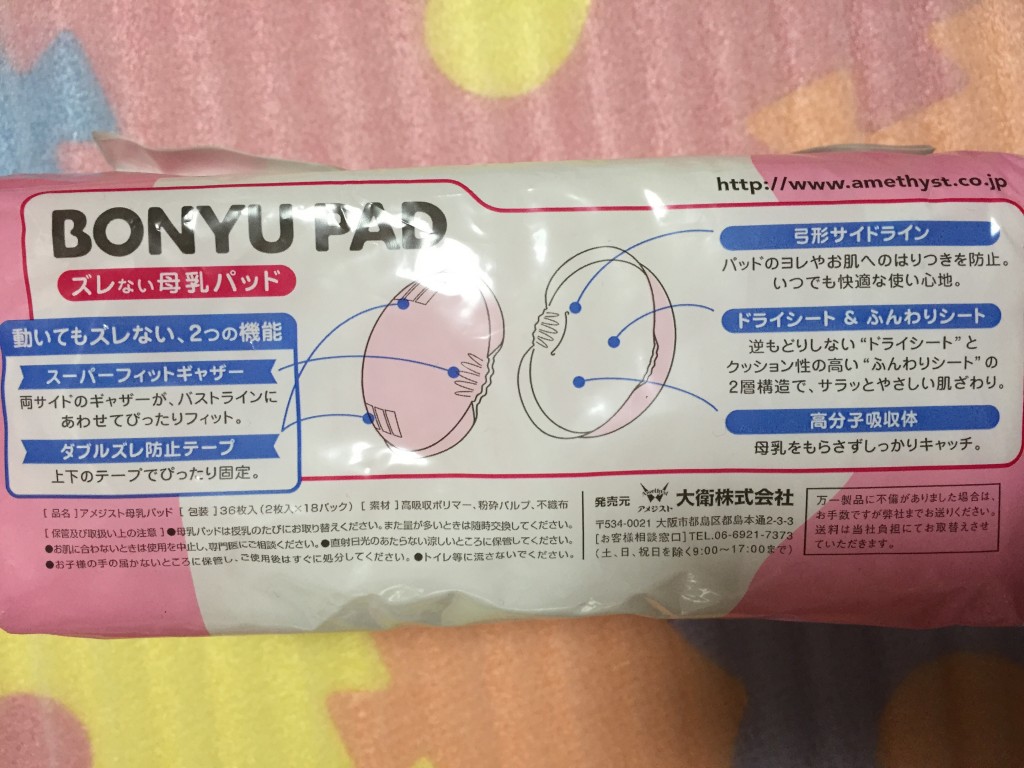 http://www.amethyst.co.jp
BONYU PAD
ズレない母乳パッド
動いてもズレない、2つの機能
スーパーフィットギャザー
両サイドのギャザーが、バストラインに
あわせてぴったりフィット。
ダブルズレ防止テープ
上下のテープでぴったり固定。
弓形サイドライン
パッドのヨレやお肌へのはりつきを防止。
いつでも快適な使い心地。
ドライシート & ふんわりシート
逆もどりしない“ドライシート”と
クッション性の高い“ふんわりシート”の
2層構造で、サラッとやさしい肌ざわり。
高分子吸収体
母乳をもらさずしっかりキャッチ。
[ 品名 ] アメジスト母乳パッド [ 包装 ] 36枚入 (2枚入×18パック) [ 素材 ] 高吸収ポリマー、粉砕パルプ、不織布
[ 保管及び取扱い上の注意 ] ●母乳パッドは授乳のたびにお取り替えください。また量が多いときは随時交換してください。
●お肌に合わないときは使用を中止し、専門医にご相談ください。●直射日光のあたらない涼しいところに保管してください。
●お子様の手の届かないところに保管し、ご使用後はすぐに処分してください。●トイレ等に流さないでください。
発売元 アメジスト 大衛株式会社
〒534-0021 大阪市都島区都島本通2-3-3
[お客様相談窓口] TEL.06-6921-7373
(土、日、祝日を除く9:00〜17:00まで)
万一製品に不備がありました場合は、
お手数ですが弊社までお送りください。
送料は当社負担にてお取替えさせ
ていただきます。